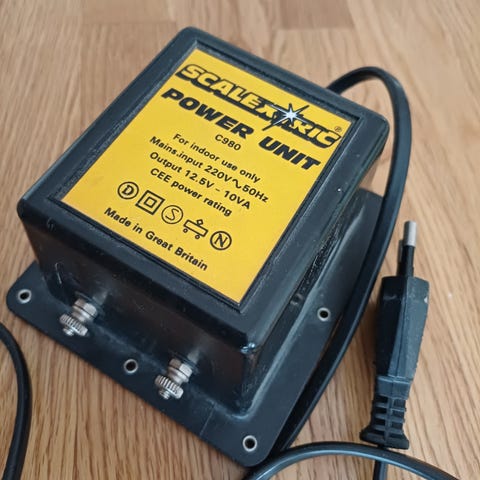 SCALEXTRIC®
POWER UNIT
C980
For indoor use only
Mains.input 220V∿50Hz
Output 12.5V - 10VA
CEE power rating
D S N
Made in Great Britain